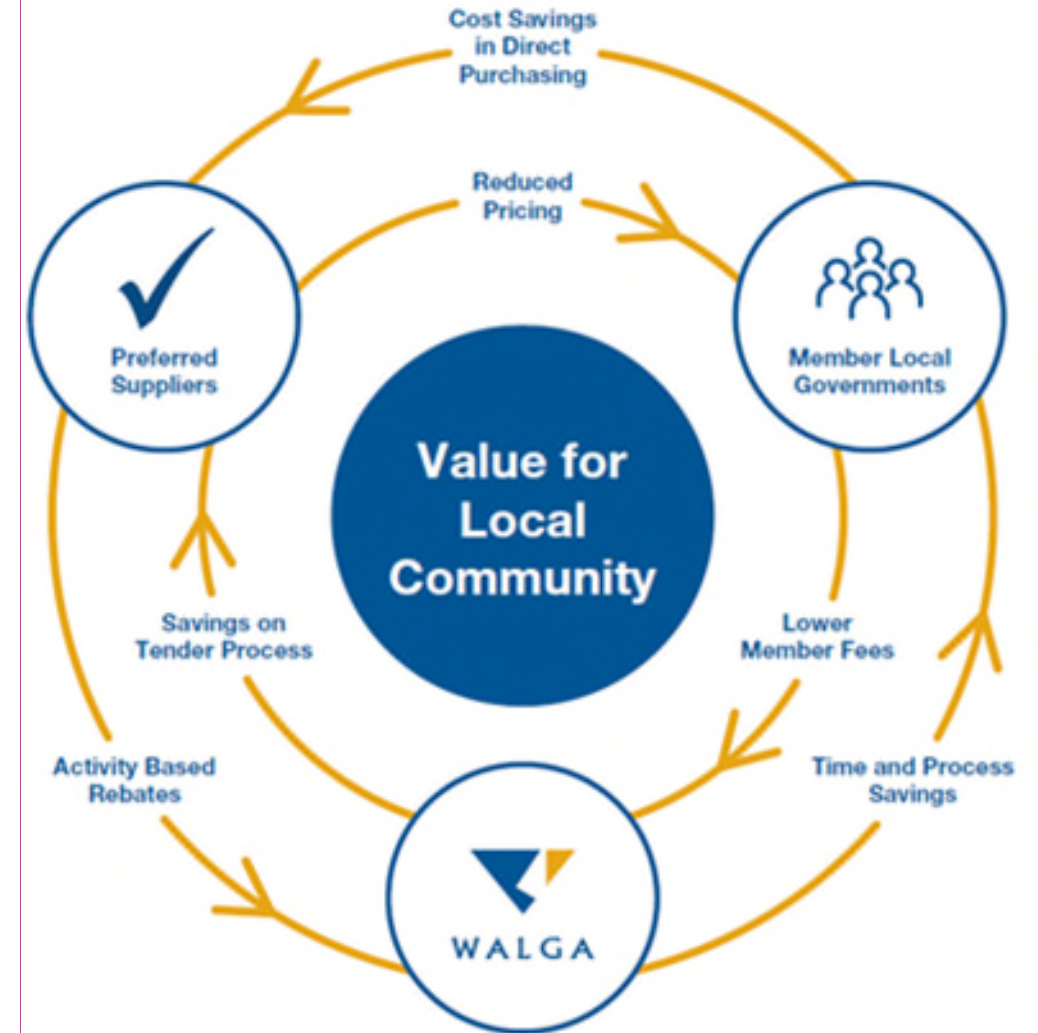 Cost Savings
in Direct
Purchasing
Reduced
Pricing
Preferred
Suppliers
Member Local
Governments
Value for
Local
Community
Savings on
Tender Process
Lower
Member Fees
Activity Based
Rebates
Time and Process
Savings
WALGA